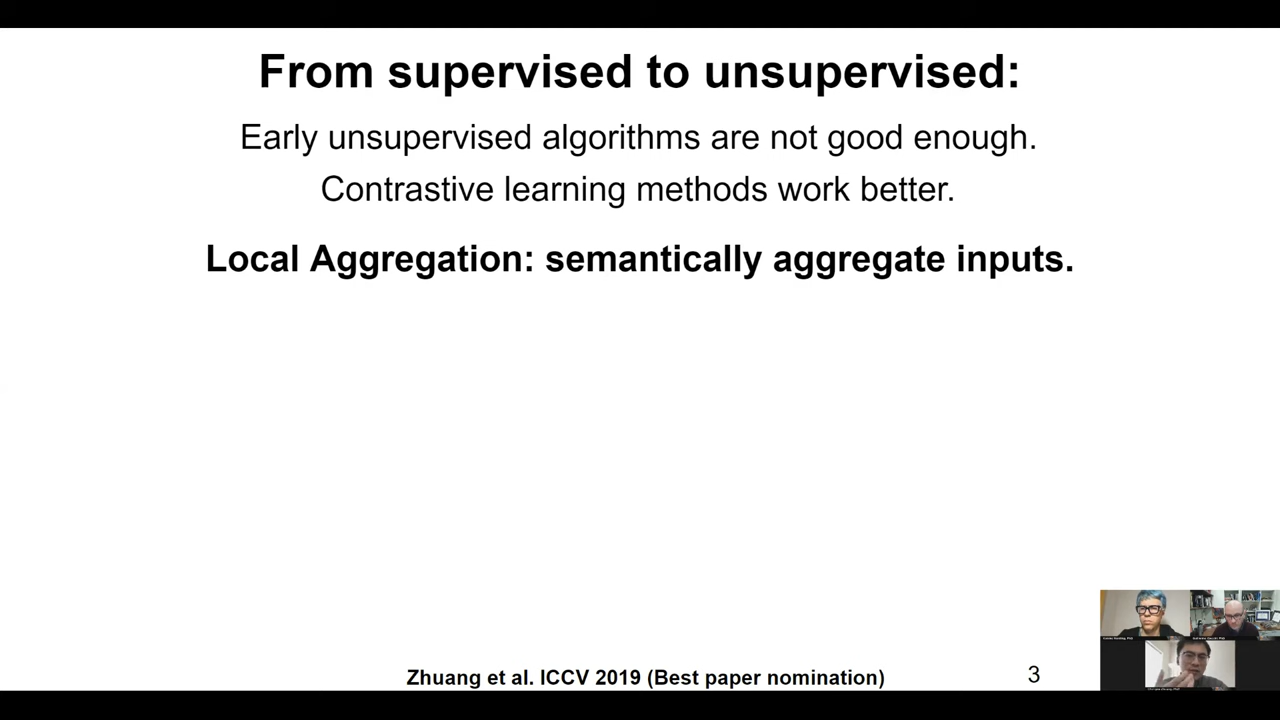 From supervised to unsupervised:
Early unsupervised algorithms are not good enough.
Contrastive learning methods work better.
Local Aggregation: semantically aggregate inputs.
Zhuang et al. ICCV 2019 (Best paper nomination)
3